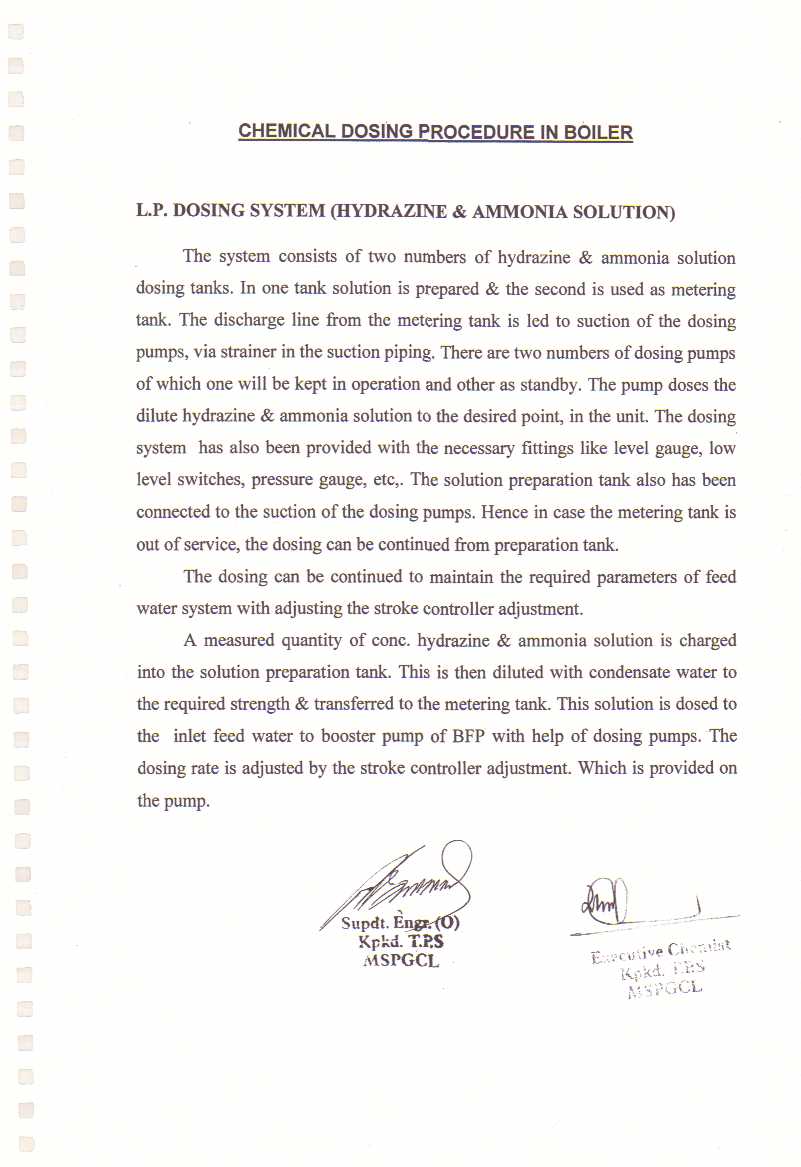 CHEMICAL DOSING PROCEDURE IN BOILER
L.P. DOSING SYSTEM (HYDRAZINE & AMMONIA SOLUTION)
The system consists of two numbers of hydrazine & ammonia solution
dosing tanks. In one tank solution is prepared & the second is used as metering
tank. The discharge line from the metering tank is led to suction of the dosing
pumps, via strainer in the suction piping. There are two numbers of dosing pumps
of which one will be kept in operation and other as standby. The pump doses the
dilute hydrazine & ammonia solution to the desired point, in the unit. The dosing
system has also been provided with the necessary fittings like level gauge, low
level switches, pressure gauge, etc,. The solution preparation tank also has been
connected to the suction of the dosing pumps. Hence in case the metering tank is
out of service, the dosing can be continued from preparation tank.
The dosing can be continued to maintain the required parameters of feed
water system with adjusting the stroke controller adjustment.
A measured quantity of conc. hydrazine & ammonia solution is charged
into the solution preparation tank. This is then diluted with condensate water to
the required strength & transferred to the metering tank. This solution is dosed to
the inlet feed water to booster pump of BFP with help of dosing pumps. The
dosing rate is adjusted by the stroke controller adjustment. Which is provided on
the pump.
Supdt. Engr. (O)
Kpkd. T.P.S
MSPGCL
Executive Chemist
Kpkd. T.P.S
MSPGCL